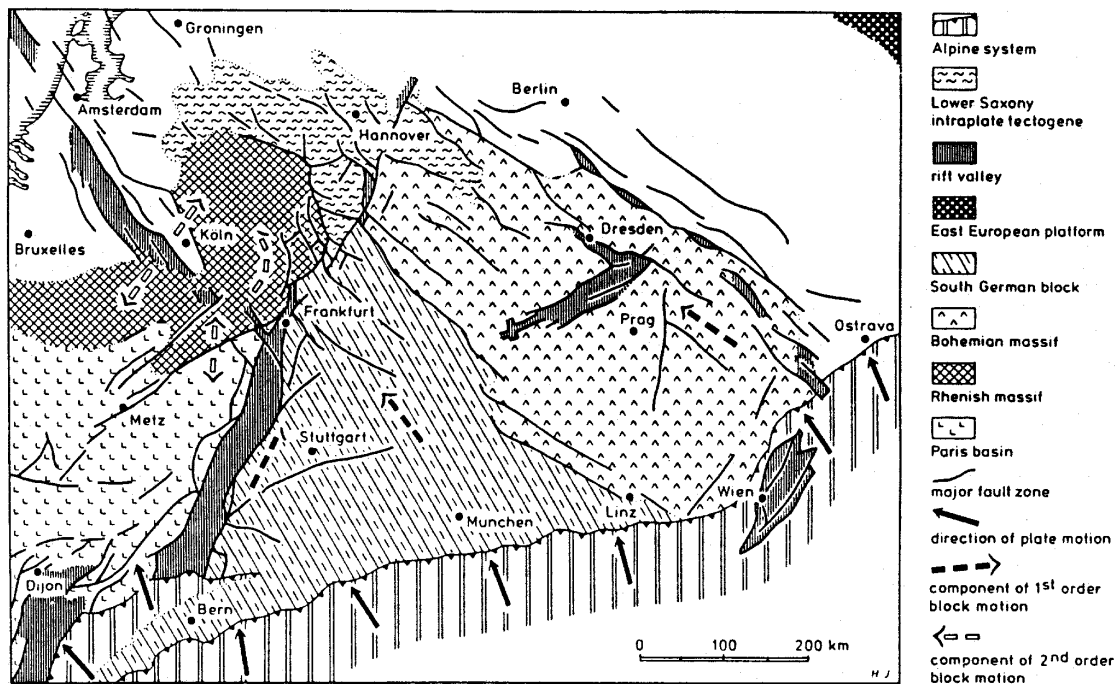 Groningen
Berlin
Amsterdam
Hannover
Bruxelles
Köln
Dresden
Frankfurt
Prag
Ostrava
Metz
Stuttgart
Wien
Linz
Munchen
Dijon
Bern
0 100 200 km
H J
Alpine system
Lower Saxony
intraplate tectogene
rift valley
East European platform
South German block
Bohemian massif
Rhenish massif
Paris basin
major fault zone
direction of plate motion
component of 1st order
block motion
component of 2nd order
block motion